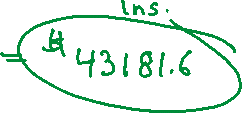 Ins.
= # 43181.6